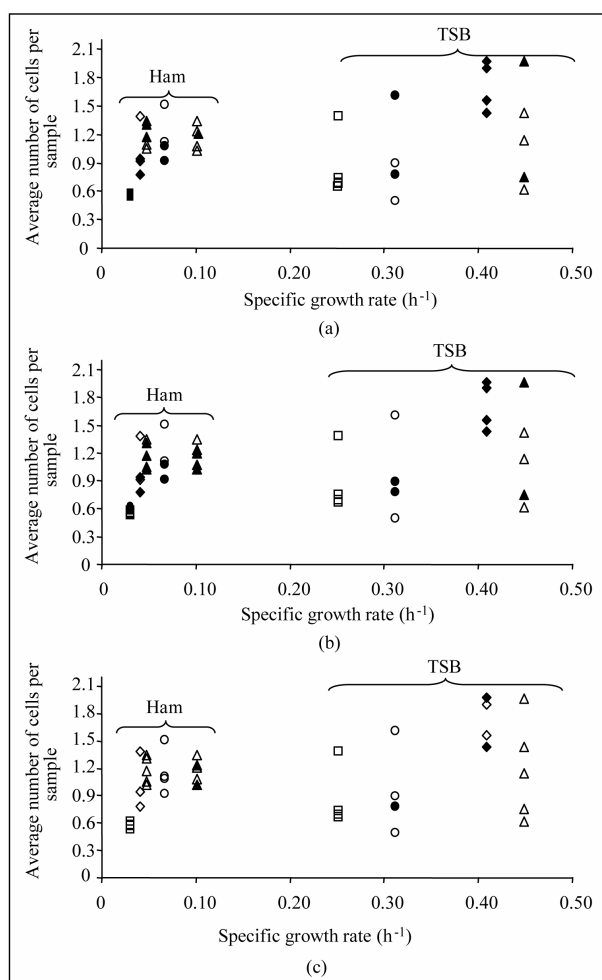 TSB
Ham
Average number of cells per
sample
2.1
1.8
1.5
1.2
0.9
0.6
0.3
0
0 0.10 0.20 0.30 0.40 0.50
Specific growth rate (h-1)
(a)
TSB
Ham
Average number of cells per
sample
2.1
1.8
1.5
1.2
0.9
0.6
0.3
0
0 0.10 0.20 0.30 0.40 0.50
Specific growth rate (h-1)
(b)
TSB
Ham
Average number of cells per
sample
2.1
1.8
1.5
1.2
0.9
0.6
0.3
0
0 0.10 0.20 0.30 0.40 0.50
Specific growth rate (h-1)
(c)